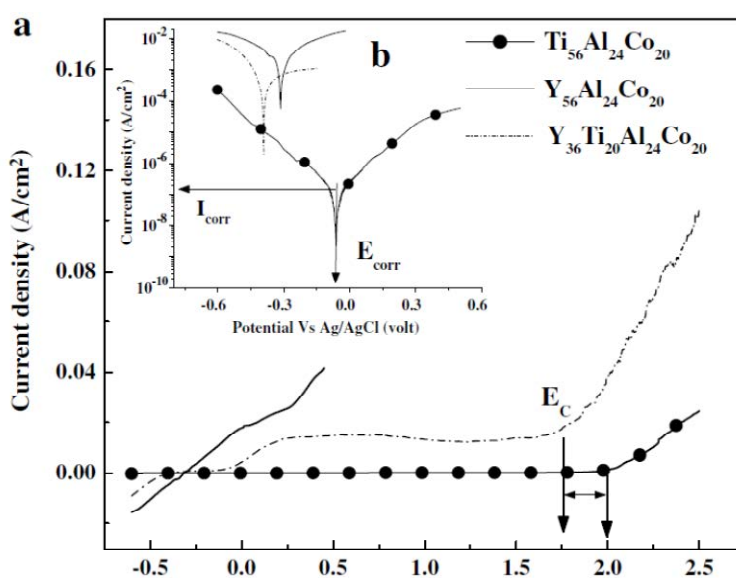 a
b
Ti₅₆Al₂₄Co₂₀
Y₅₆Al₂₄Co₂₀
Y₃₆Ti₂₀Al₂₄Co₂₀
Current density (A/cm²)
0.16
0.12
0.08
0.04
0.00
-0.5
0.0
0.5
1.0
1.5
2.0
2.5
E_C
Current density (A/cm²)
10⁻²
10⁻⁴
10⁻⁶
10⁻⁸
10⁻¹⁰
I_corr
E_corr
-0.6
-0.3
0.0
0.3
0.6
Potential Vs Ag/AgCl (volt)